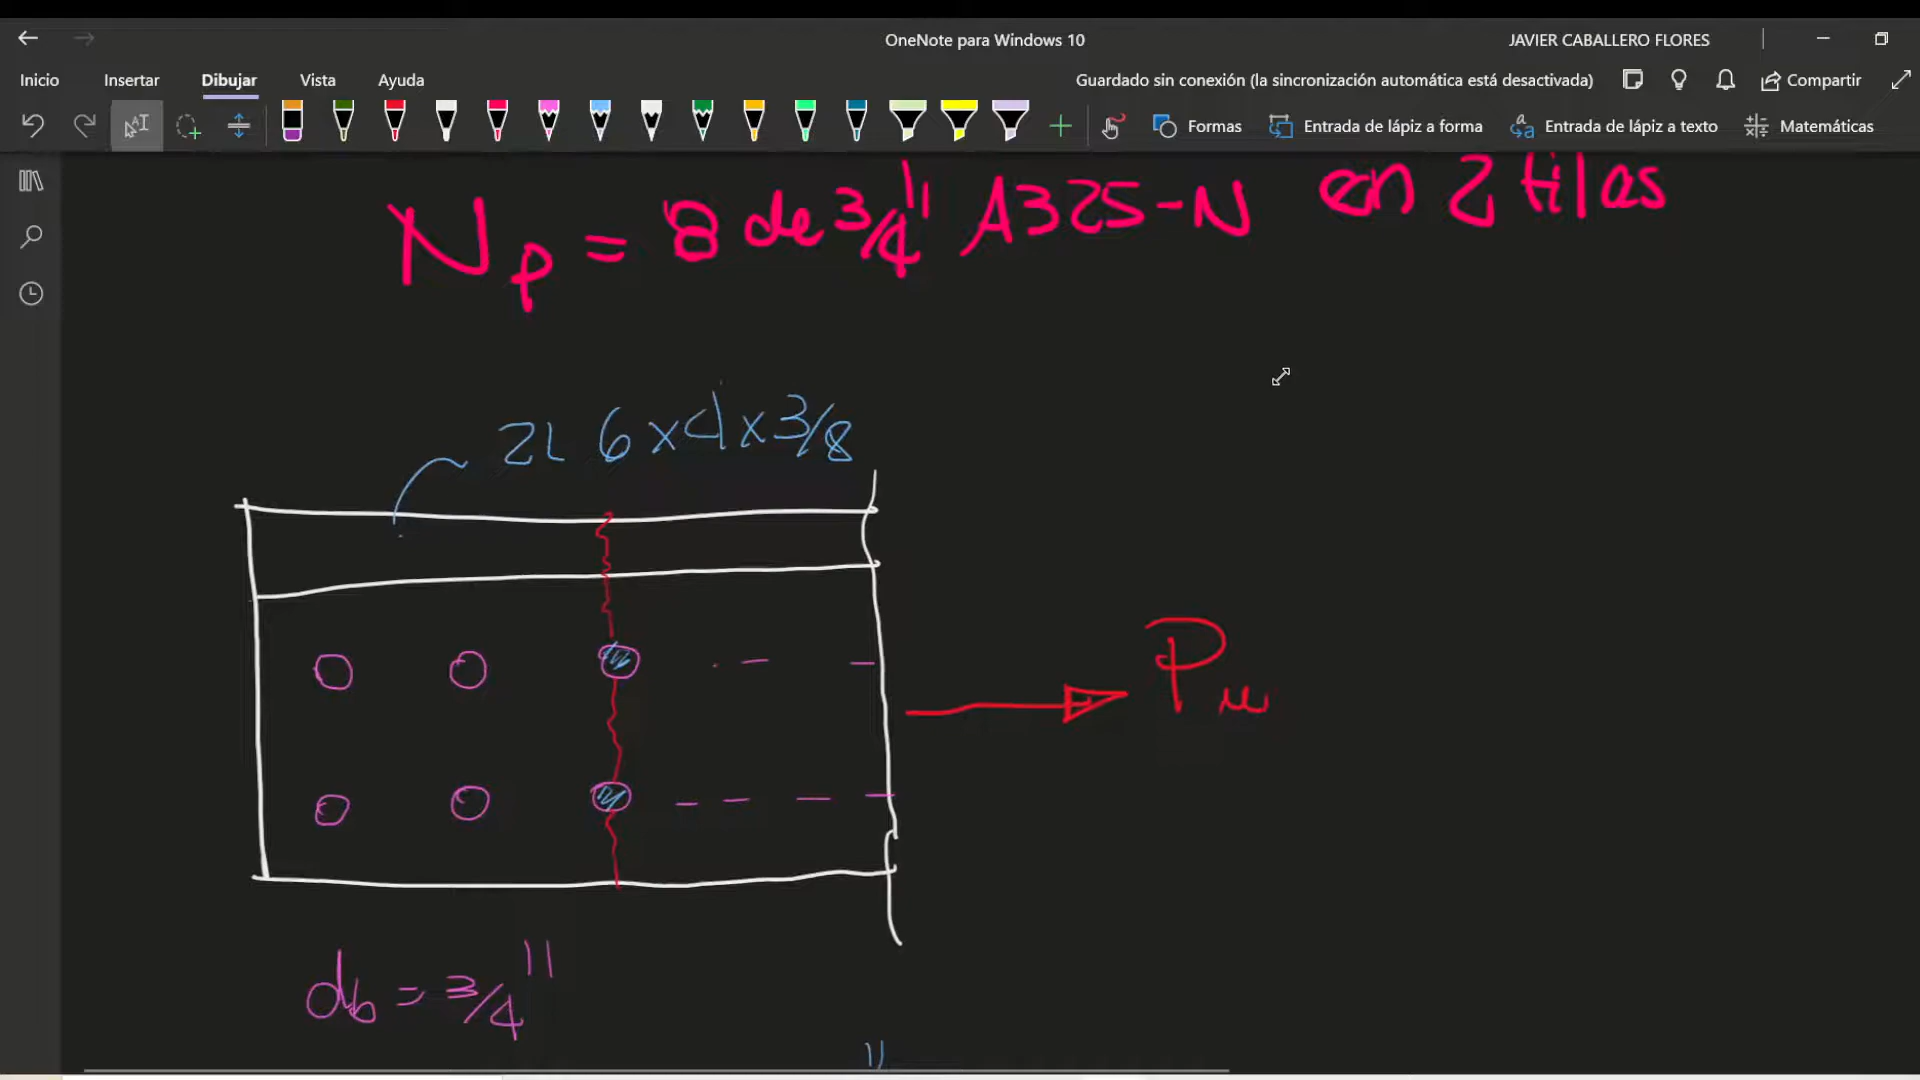 OneNote para Windows 10
JAVIER CABALLERO FLORES
Inicio Insertar Dibujar Vista Ayuda
Guardado sin conexión (la sincronización automática está desactivada)
Compartir
Formas Entrada de lápiz a forma Entrada de lápiz a texto Matemáticas
Np = 8 de 3/4" A325-N en 2 filas
2L 6x4x3/8
Pu
db = 3/4"
"